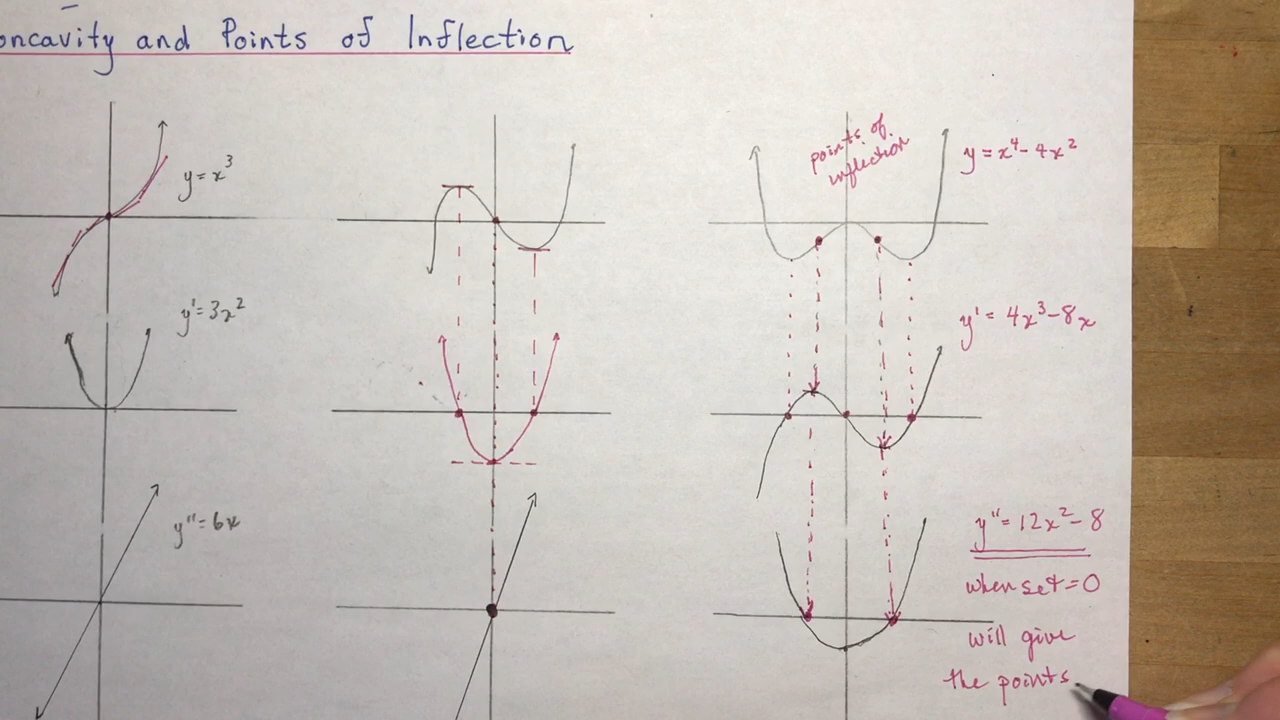 oncavity and Points of Inflection
y = x³
y' = 3x²
y" = 6x
points of
inflection
y = x⁴ - 4x²
y' = 4x³ - 8x
y" = 12x² - 8
when set = 0
will give
the points